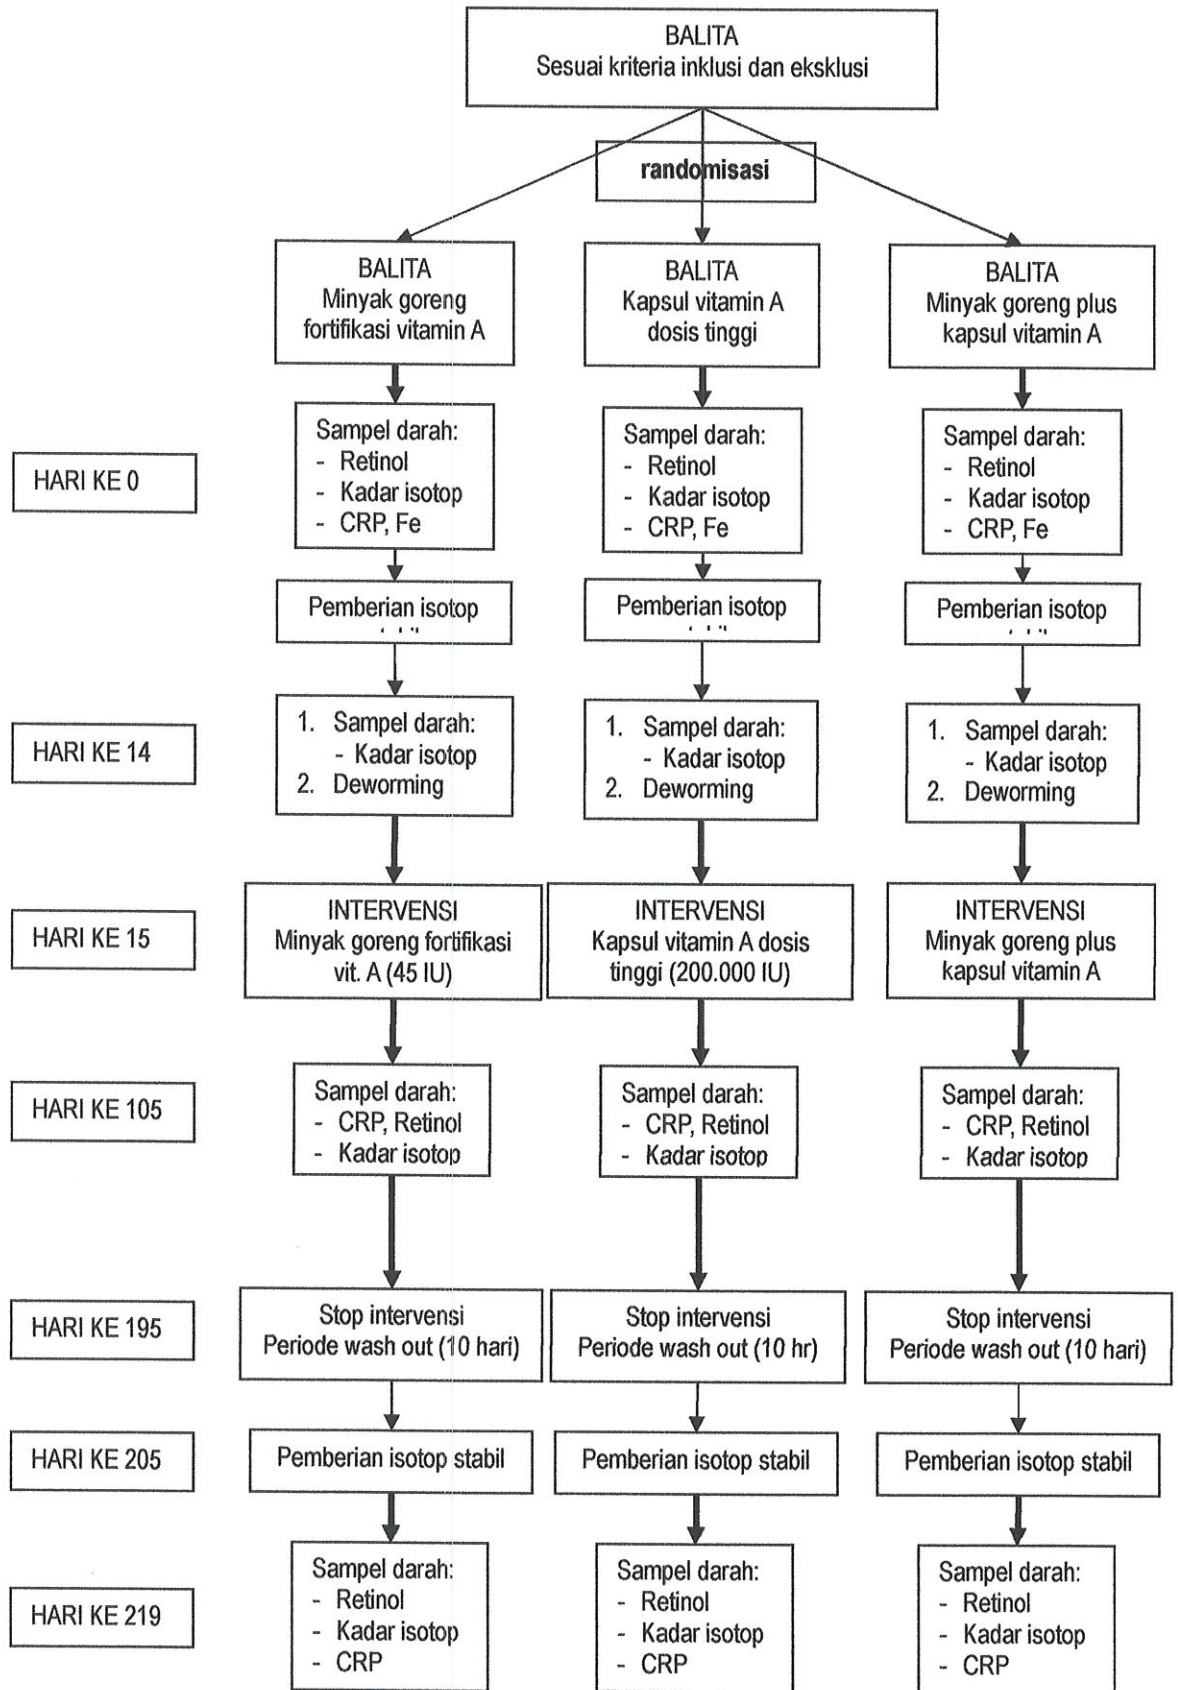 BALITA
Sesuai kriteria inklusi dan eksklusi
randomisasi
BALITA
Minyak goreng
fortifikasi vitamin A
BALITA
Kapsul vitamin A
dosis tinggi
BALITA
Minyak goreng plus
kapsul vitamin A
HARI KE 0
Sampel darah:
- Retinol
- Kadar isotop
- CRP, Fe
Sampel darah:
- Retinol
- Kadar isotop
- CRP, Fe
Sampel darah:
- Retinol
- Kadar isotop
- CRP, Fe
Pemberian isotop
Pemberian isotop
Pemberian isotop
HARI KE 14
1. Sampel darah:
- Kadar isotop
2. Deworming
1. Sampel darah:
- Kadar isotop
2. Deworming
1. Sampel darah:
- Kadar isotop
2. Deworming
HARI KE 15
INTERVENSI
Minyak goreng fortifikasi
vit. A (45 IU)
INTERVENSI
Kapsul vitamin A dosis
tinggi (200.000 IU)
INTERVENSI
Minyak goreng plus
kapsul vitamin A
HARI KE 105
Sampel darah:
- CRP, Retinol
- Kadar isotop
Sampel darah:
- CRP, Retinol
- Kadar isotop
Sampel darah:
- CRP, Retinol
- Kadar isotop
HARI KE 195
Stop intervensi
Periode wash out (10 hari)
Stop intervensi
Periode wash out (10 hr)
Stop intervensi
Periode wash out (10 hari)
HARI KE 205
Pemberian isotop stabil
Pemberian isotop stabil
Pemberian isotop stabil
HARI KE 219
Sampel darah:
- Retinol
- Kadar isotop
- CRP
Sampel darah:
- Retinol
- Kadar isotop
- CRP
Sampel darah:
- Retinol
- Kadar isotop
- CRP